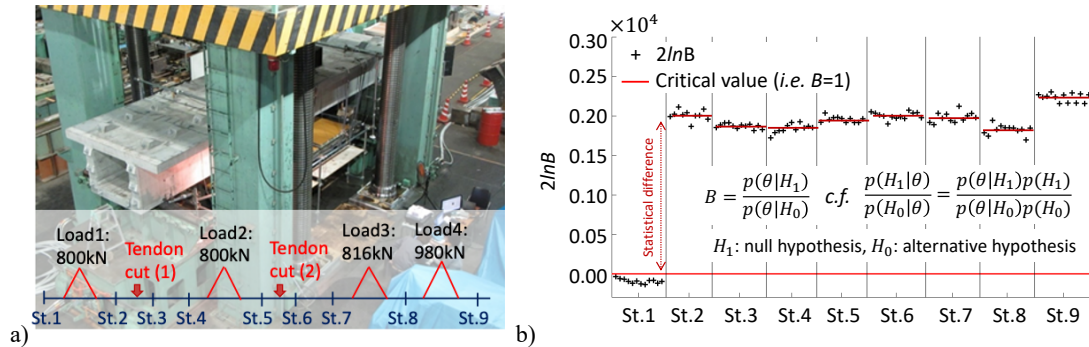 Load1:
800kN
Tendon
cut (1)
Load2:
800kN
Tendon
cut (2)
Load3:
816kN
Load4:
980kN
St.1 St.2 St.3 St.4 St.5 St.6 St.7 St.8 St.9
a)
×10⁴
0.30
0.25
0.20
0.15
0.10
0.05
0.00
2lnB
+ 2lnB
Critical value (i.e. B=1)
Statistical difference
B = p(θ|H₁)/p(θ|H₀) c.f. p(H₁|θ)/p(H₀|θ) = p(θ|H₁)p(H₁)/p(θ|H₀)p(H₀)
H₁: null hypothesis, H₀: alternative hypothesis
St.1 St.2 St.3 St.4 St.5 St.6 St.7 St.8 St.9
b)